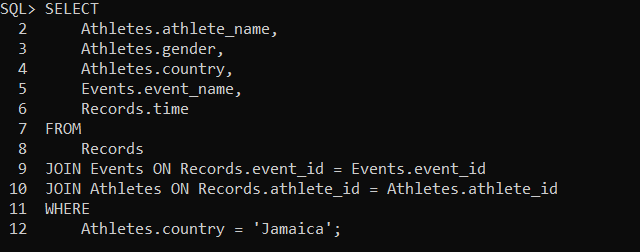 SQL> SELECT
  2      Athletes.athlete_name,
  3      Athletes.gender,
  4      Athletes.country,
  5      Events.event_name,
  6      Records.time
  7  FROM
  8      Records
  9  JOIN Events ON Records.event_id = Events.event_id
 10  JOIN Athletes ON Records.athlete_id = Athletes.athlete_id
 11  WHERE
 12      Athletes.country = 'Jamaica';